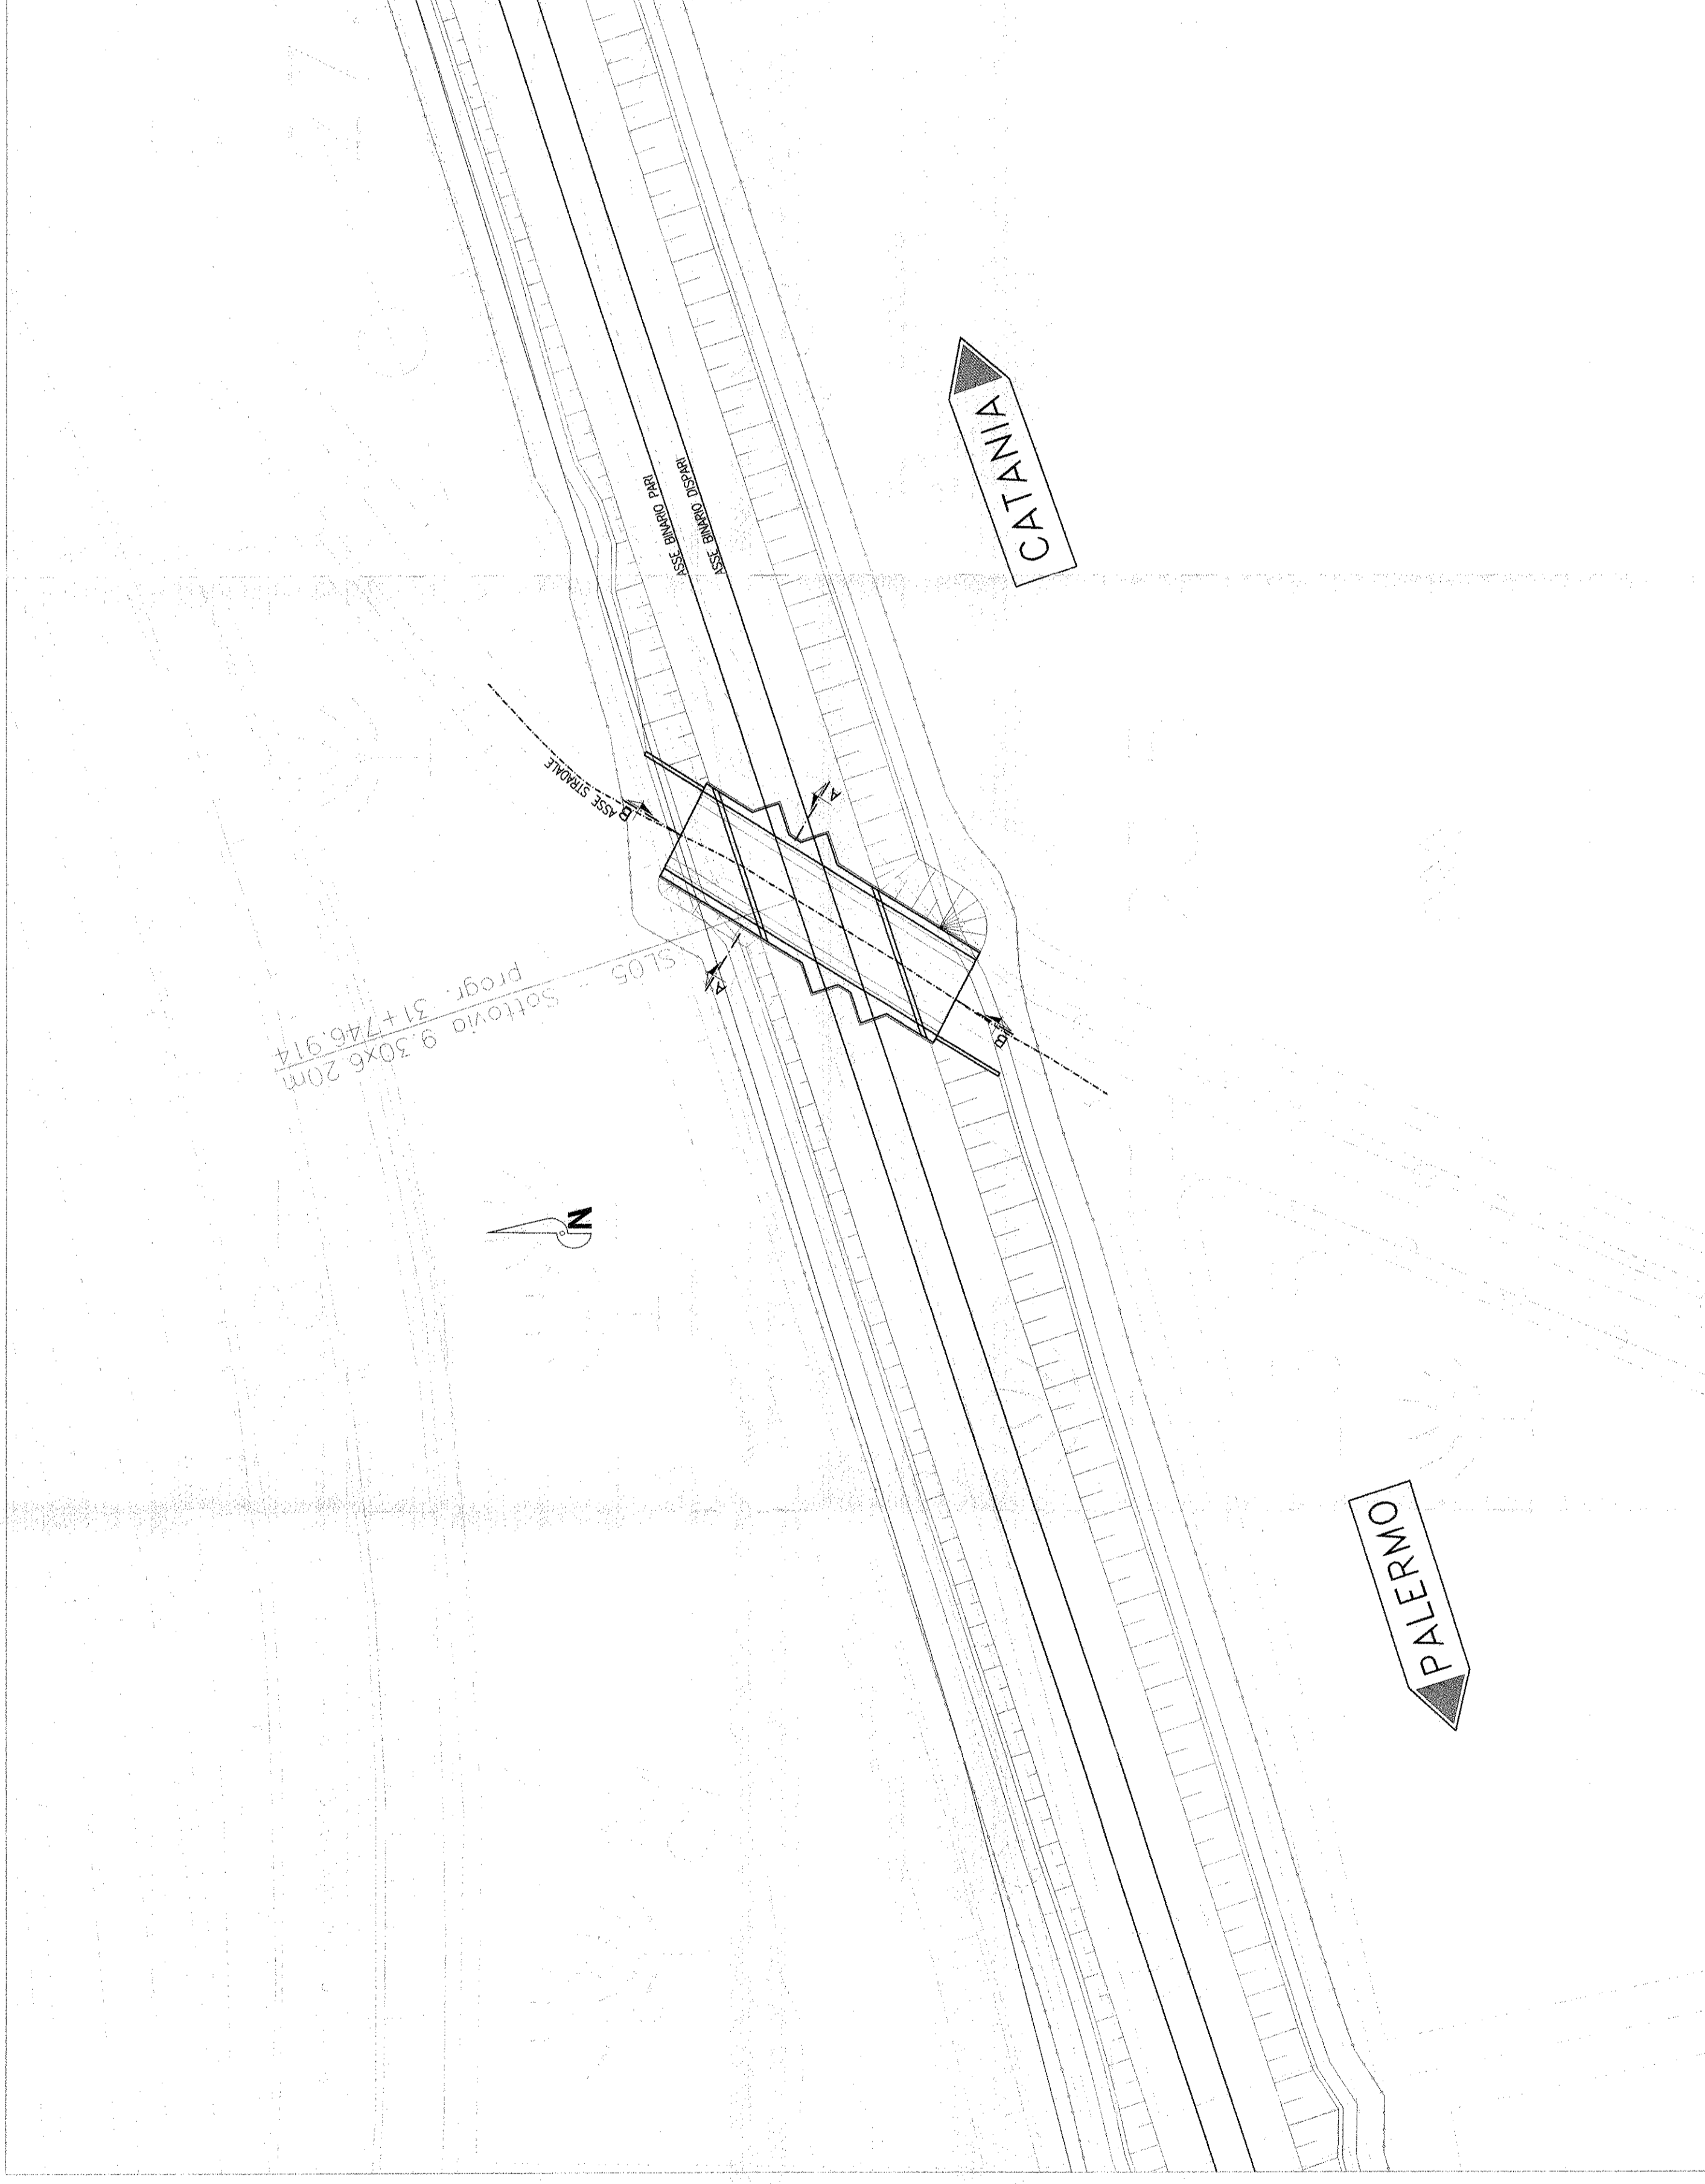 ASSE BINARIO PARI
ASSE BINARIO DISPARI
CATANIA
ASSE STRADALE
B
A
A
B
SL05 - Sottovia 9.30x6.20m
progr. 31+746.914
N
PALERMO